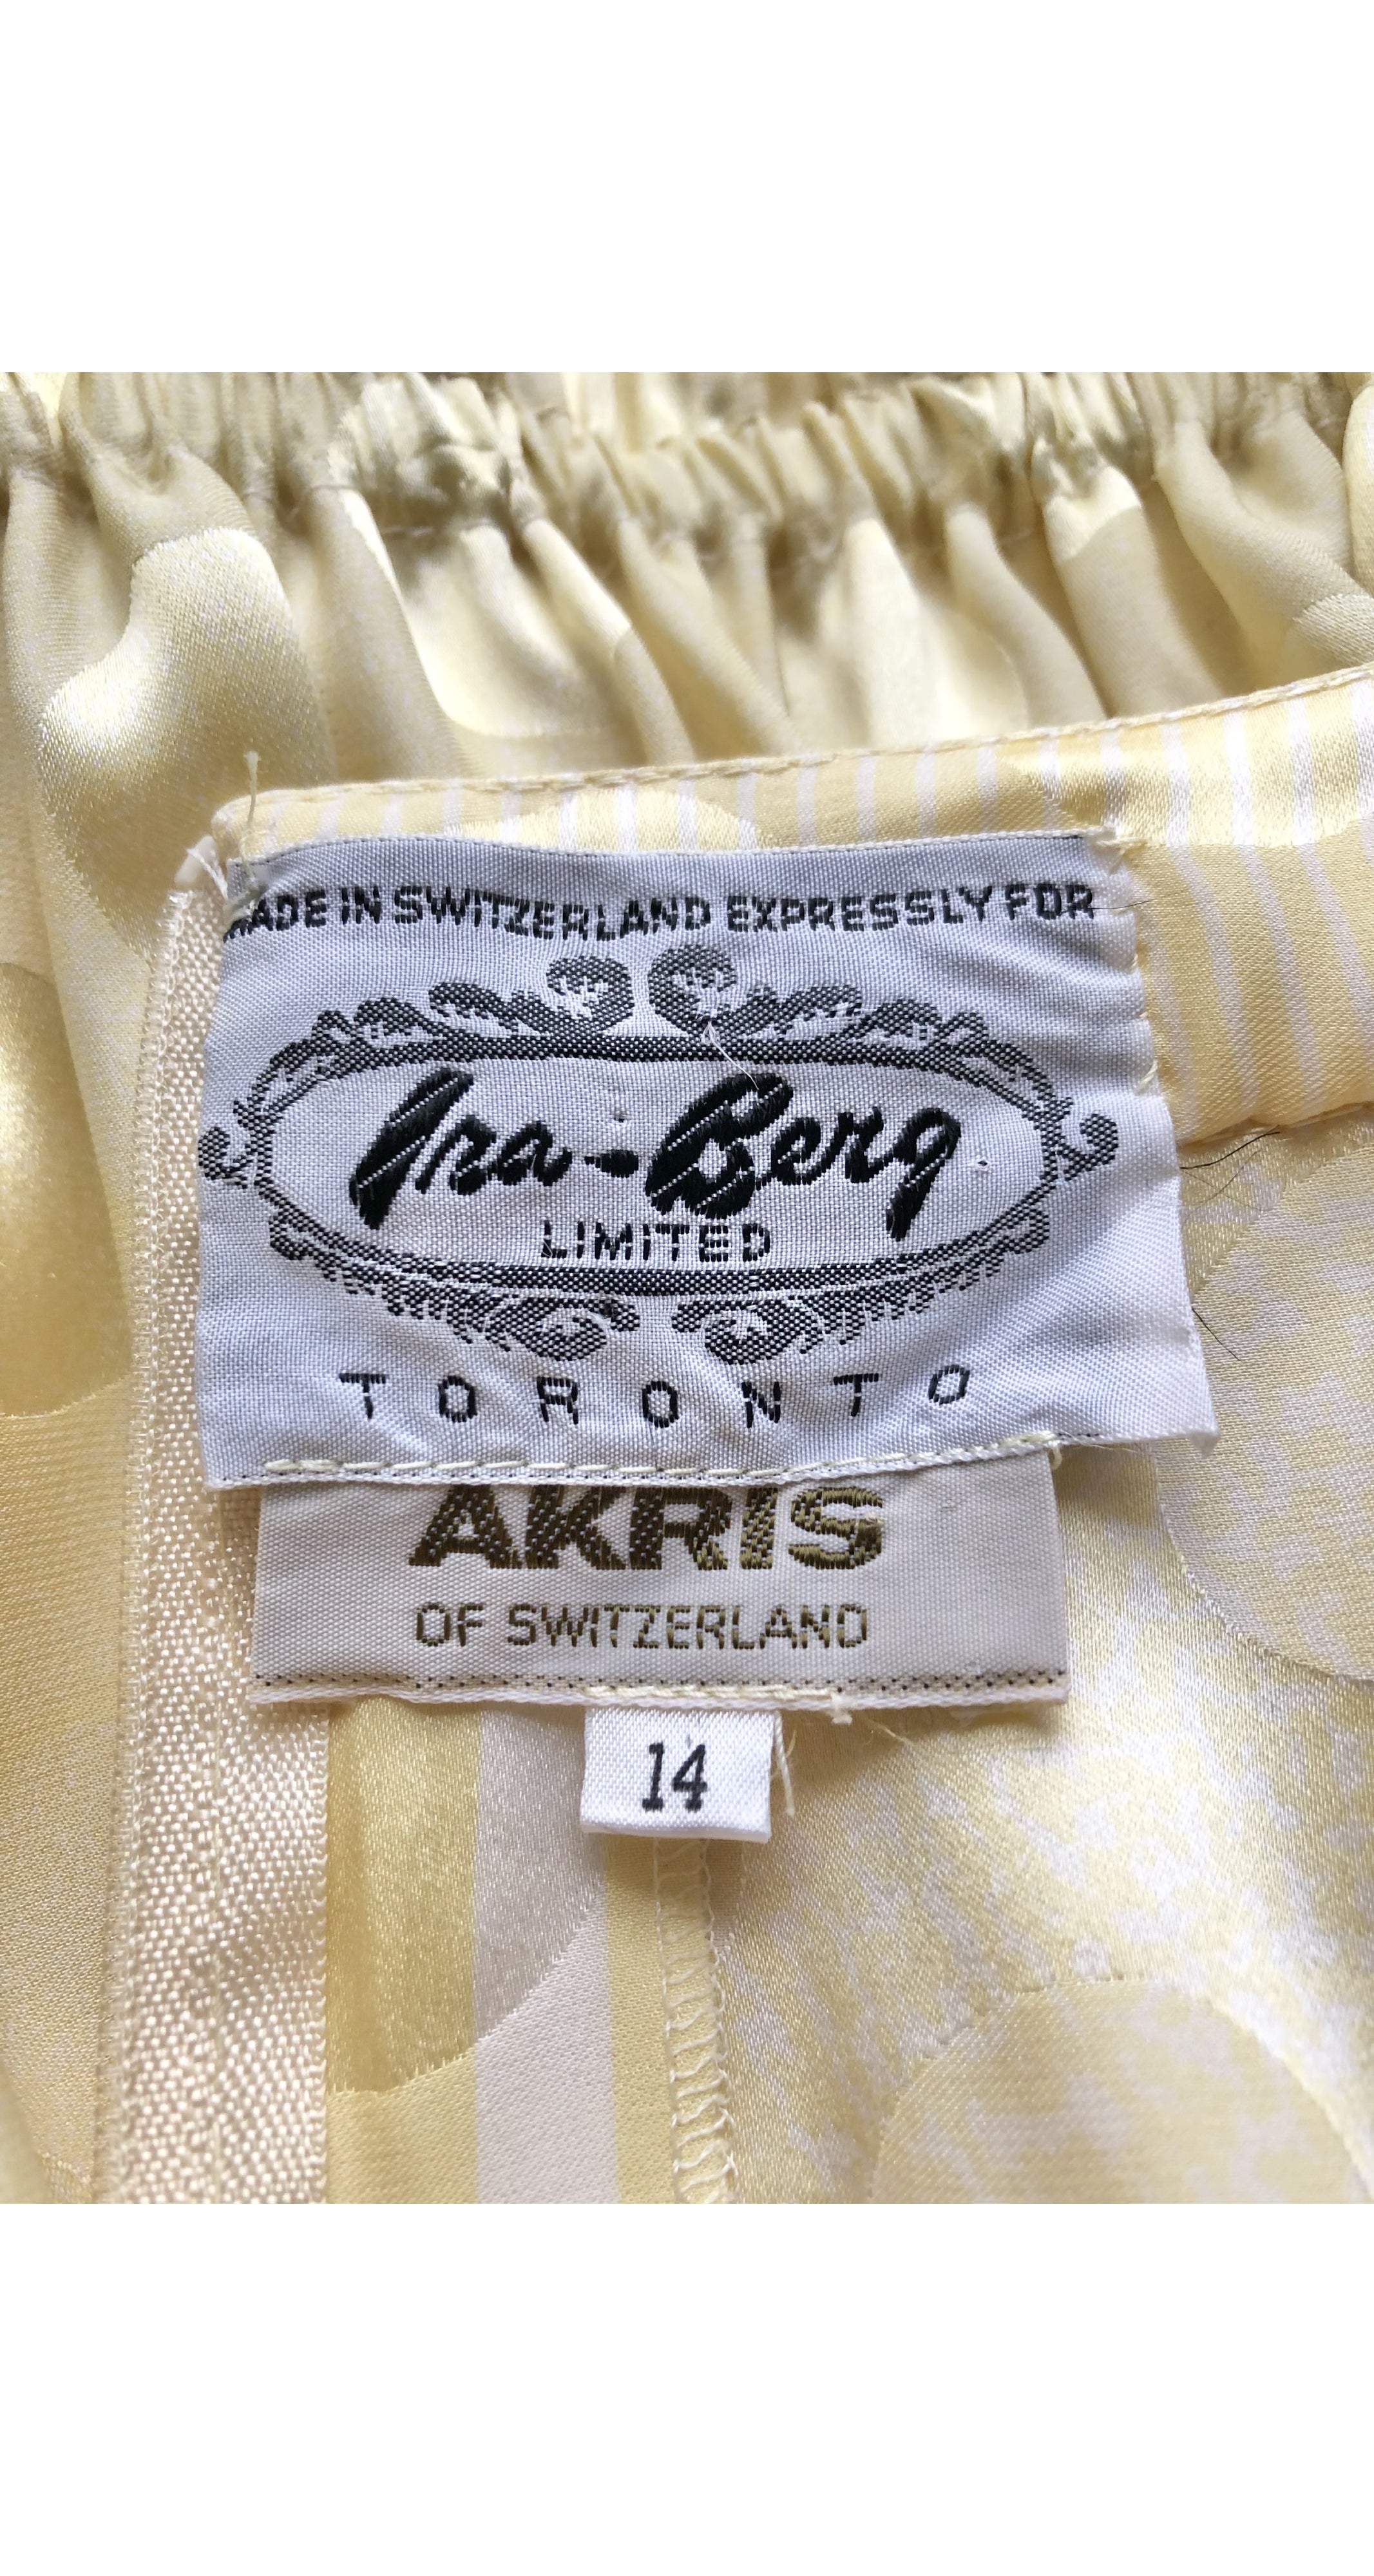 MADE IN SWITZERLAND EXPRESSLY FOR
Ira-Berg
LIMITED
TORONTO
AKRIS
OF SWITZERLAND
14